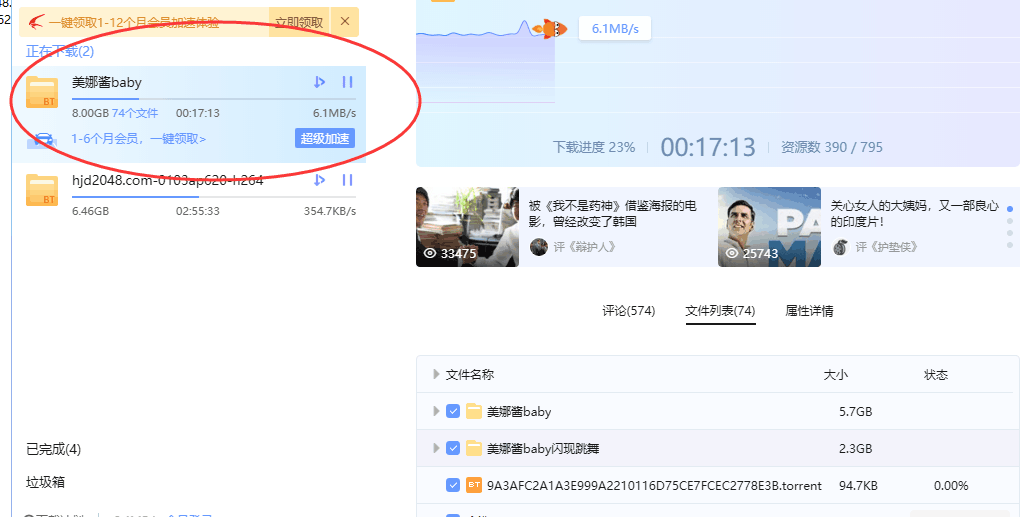 一键领取1-12个月会员加速体验 立即领取 ×
正在下载(2)
美娜酱baby
BT
8.00GB 74个文件 00:17:13 6.1MB/s
1-6个月会员，一键领取> 超级加速
hjd2048.com-0103ap620-h264
BT
6.46GB 02:55:33 354.7KB/s
已完成(4)
垃圾箱
6.1MB/s
下载进度 23% 00:17:13 资源数 390 / 795
33475
被《我不是药神》借鉴海报的电
影，曾经改变了韩国
评《辩护人》
PA
MA
25743
关心女人的大姨妈，又一部良心
的印度片！
评《护垫侠》
评论(574) 文件列表(74) 属性详情
文件名称 大小 状态
美娜酱baby 5.7GB
美娜酱baby闪现跳舞 2.3GB
BT 9A3AFC2A1A3E999A2210116D75CE7FCEC2778E3B.torrent 94.7KB 0.00%